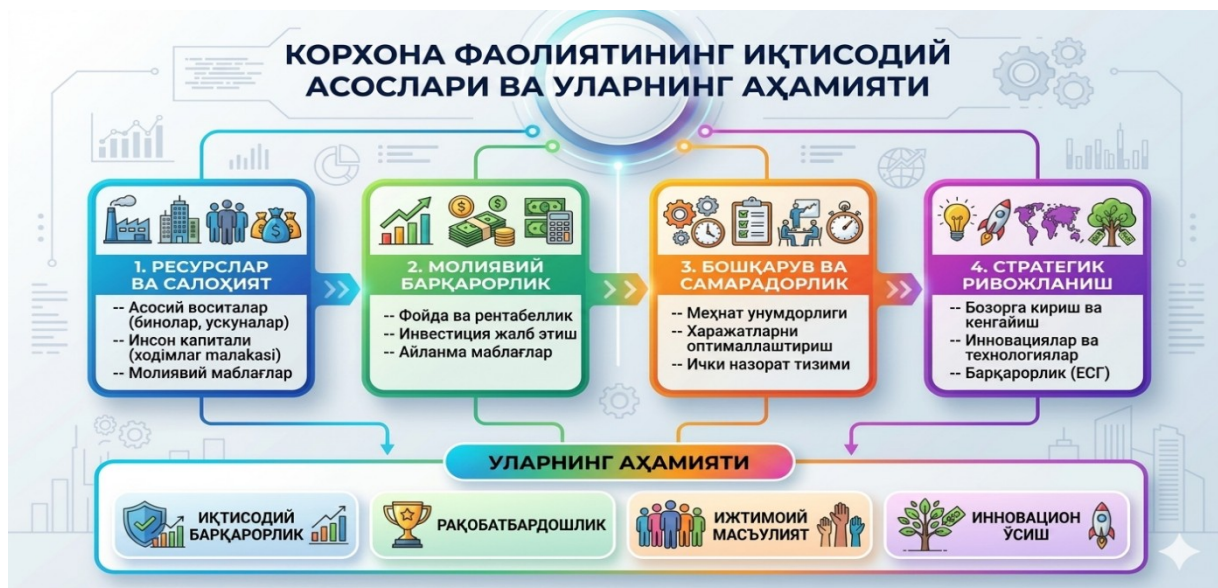 КОРХОНА ФАОЛИЯТИНИНГ ИҚТИСОДИЙ
АСОСЛАРИ ВА УЛАРНИНГ АҲАМИЯТИ
1. РЕСУРСЛАР
ВА САЛОҲИЯТ
-- Асосий воситалар
(бинолар, ускуналар)
-- Инсон капитали
(ходимлаг malakasi)
-- Молиявий маблағлар
2. МОЛИЯВИЙ
БАРҚАРОРЛИК
-- Фойда ва рентабеллик
-- Инвестиция жалб этиш
-- Айланма маблағлар
3. БОШҚАРУВ ВА
САМАРАДОРЛИК
-- Меҳнат унумдорлиги
-- Харажатларни
оптималлаштириш
-- Ички назорат тизими
4. СТРАТЕГИК
РИВОЖЛАНИШ
-- Бозорга кириш ва
кенгайиш
-- Инновациялар ва
технологиялар
-- Барқарорлик (ЕСГ)
УЛАРНИНГ АҲАМИЯТИ
ИҚТИСОДИЙ
БАРҚАРОРЛИК
РАҚОБАТБАРДОШЛИК
ИЖТИМОИЙ
МАСЪУЛИЯТ
ИННОВАЦИОН
ЎСИШ